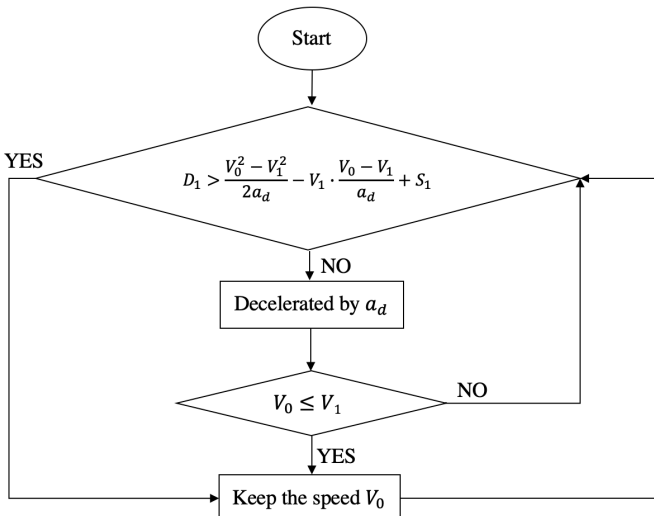 Start
YES
D₁ > (V₀² − V₁²)/(2a_d) − V₁ · (V₀ − V₁)/a_d + S₁
NO
Decelerated by a_d
V₀ ≤ V₁
NO
YES
Keep the speed V₀